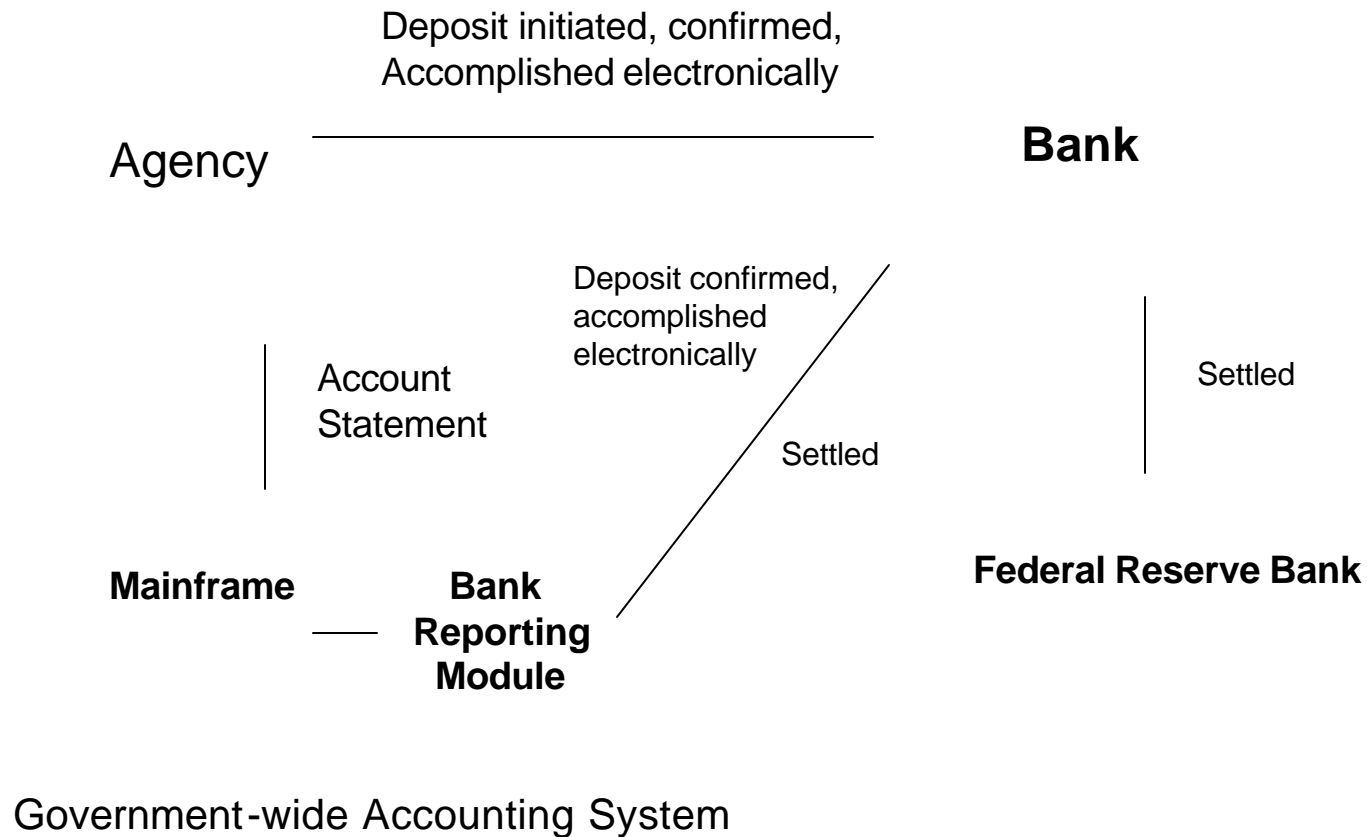 Deposit initiated, confirmed,
Accomplished electronically
Agency
Bank
Deposit confirmed,
accomplished
electronically
Account
Statement
Settled
Settled
Mainframe
Bank
Reporting
Module
Federal Reserve Bank
Government-wide Accounting System